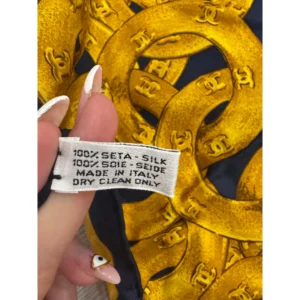 100% SETA - SILK
100% SOIE - SEIDE
MADE IN ITALY
DRY CLEAN ONLY